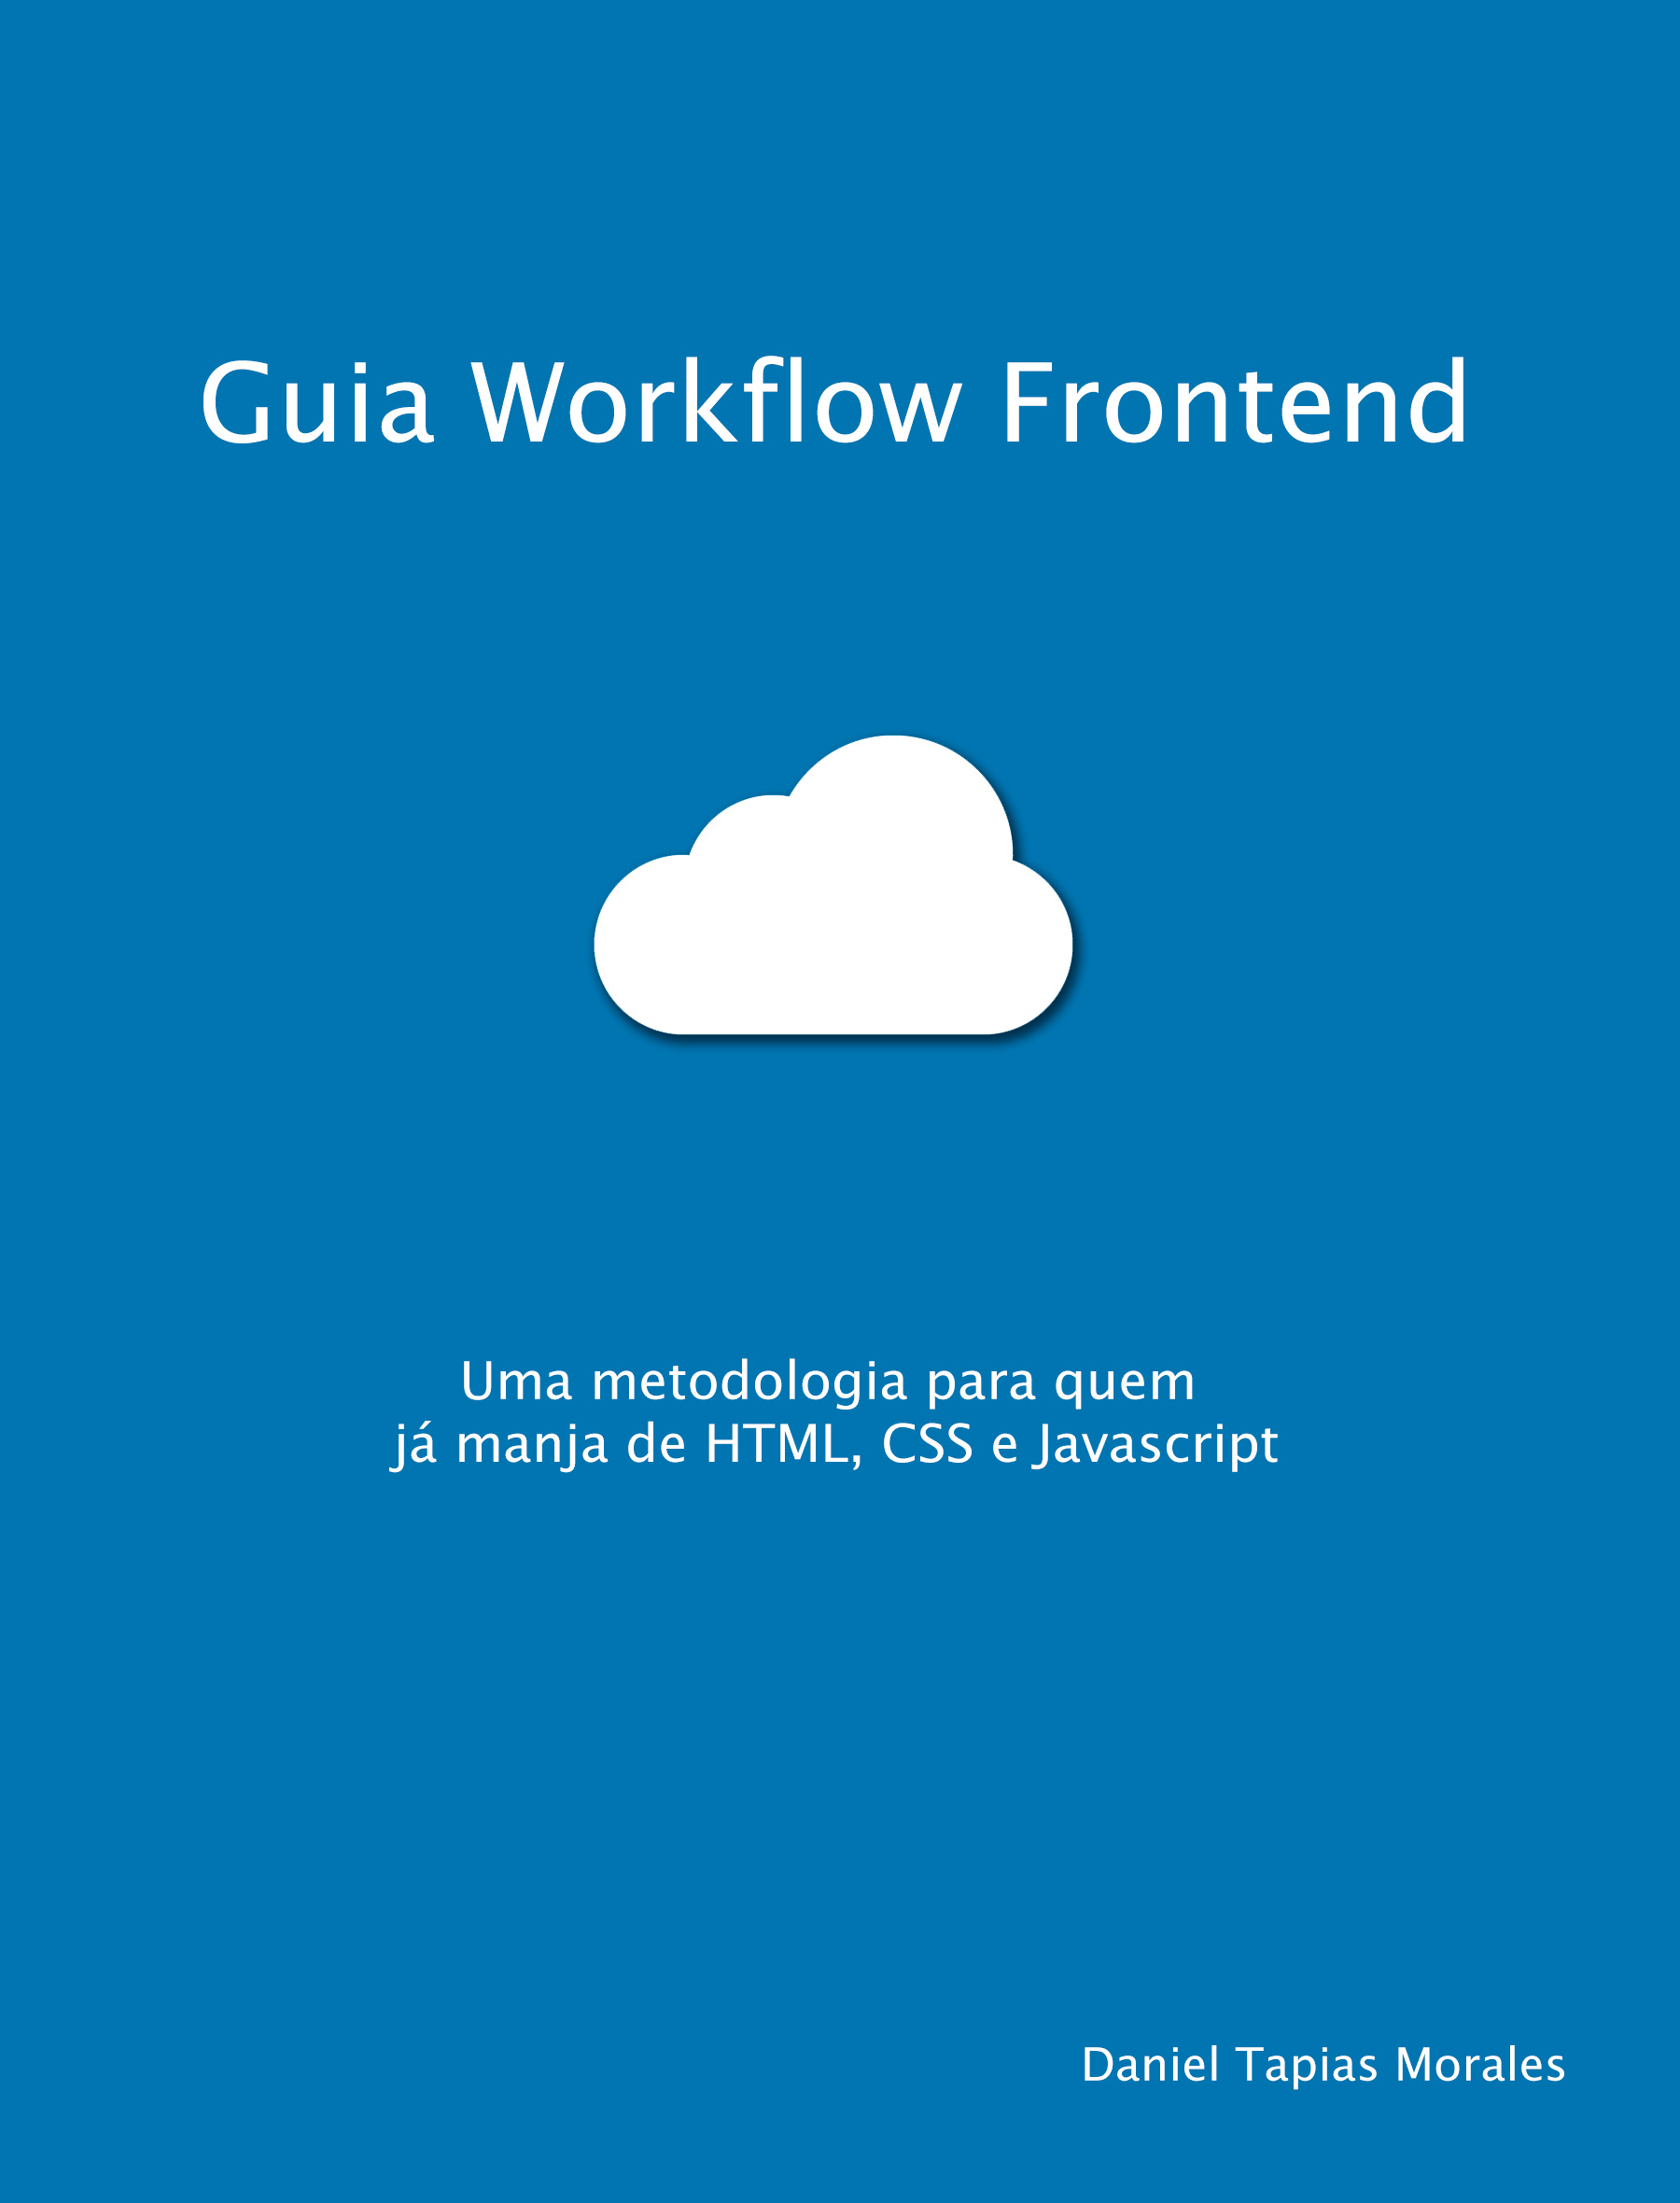 Guia Workflow Frontend
Uma metodologia para quem
já manja de HTML, CSS e Javascript
Daniel Tapias Morales